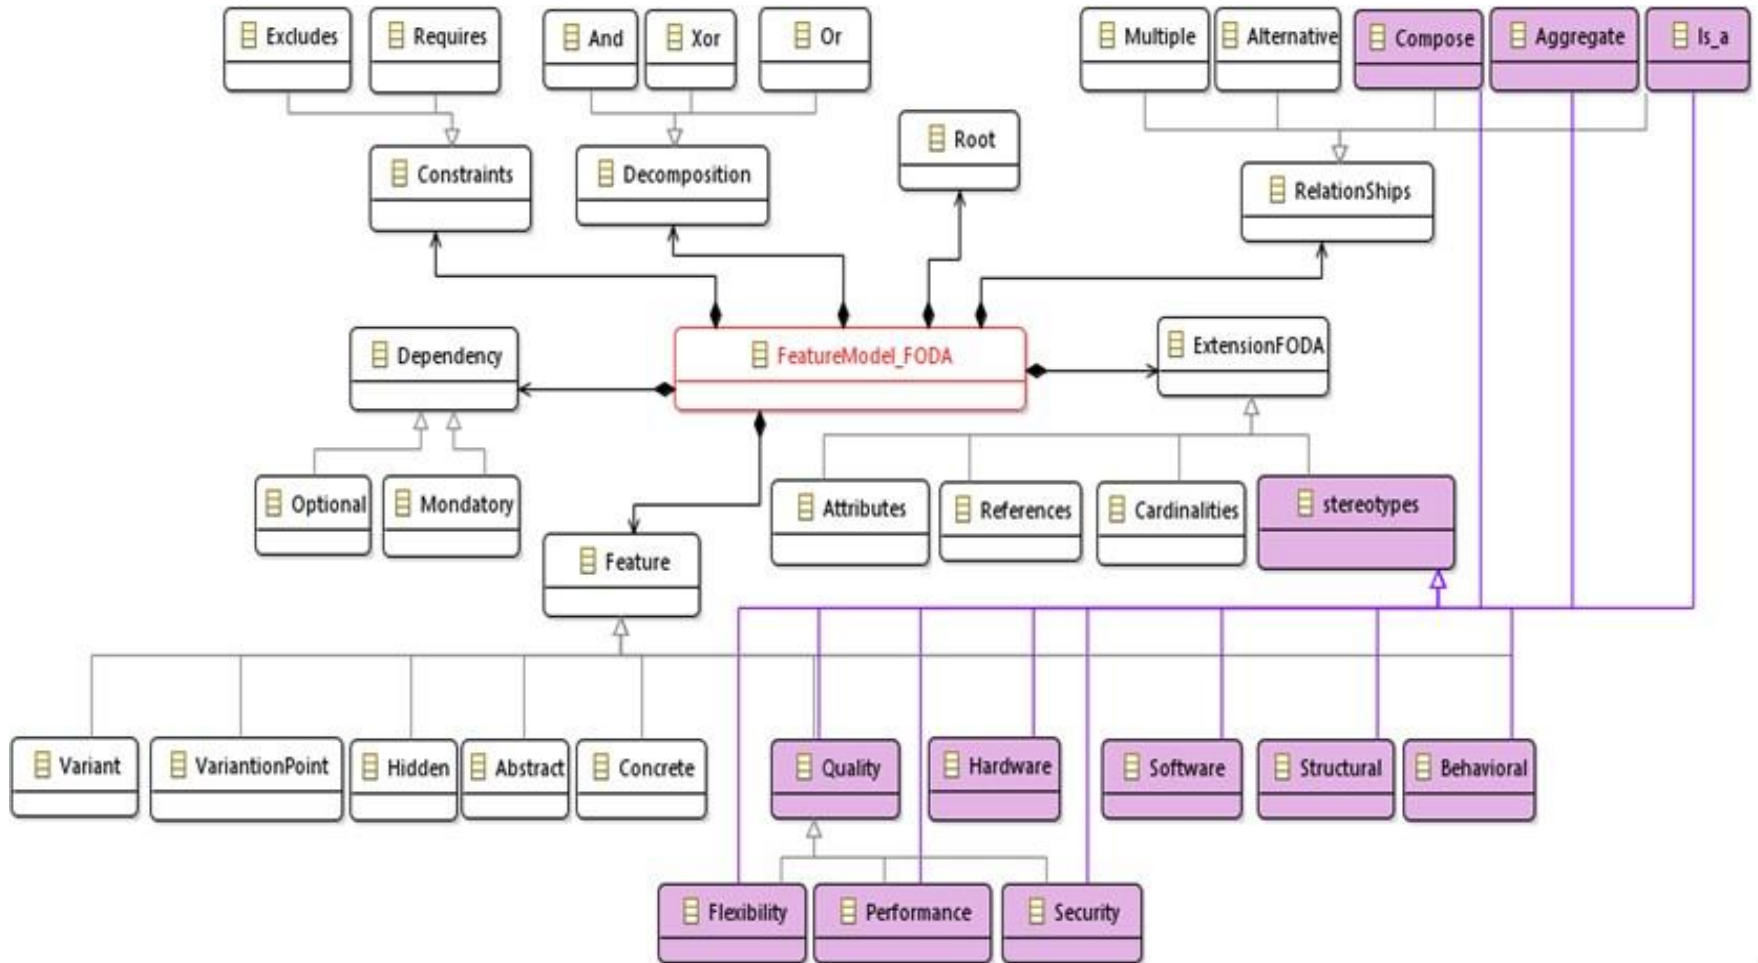 Excludes
Requires
And
Xor
Or
Multiple
Alternative
Compose
Aggregate
Is_a
Root
Constraints
Decomposition
RelationShips
Dependency
FeatureModel_FODA
ExtensionFODA
Optional
Mondatory
Attributes
References
Cardinalities
stereotypes
Feature
Variant
VariantionPoint
Hidden
Abstract
Concrete
Quality
Hardware
Software
Structural
Behavioral
Flexibility
Performance
Security